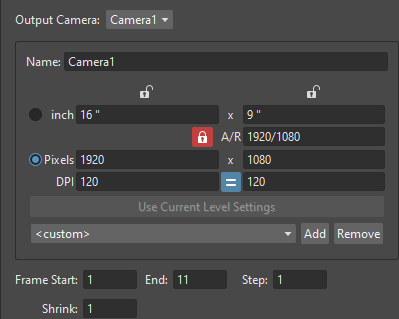 Output Camera: Camera1
Name: Camera1
inch 16 " x 9 "
A/R 1920/1080
Pixels 1920 x 1080
DPI 120 = 120
Use Current Level Settings
<custom> Add Remove
Frame Start: 1 End: 11 Step: 1
Shrink: 1